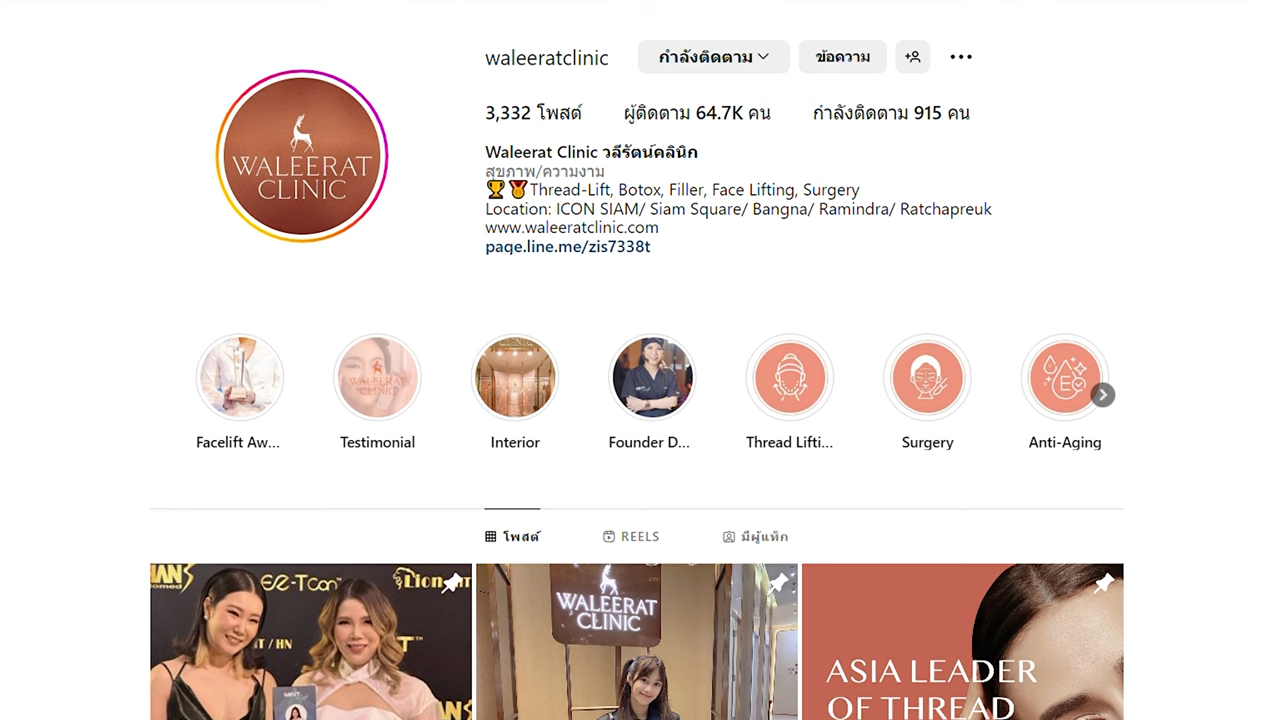 waleeratclinic
กำลังติดตาม
ข้อความ
3,332 โพสต์
ผู้ติดตาม 64.7K คน
กำลังติดตาม 915 คน
WALEERAT
CLINIC
Waleerat Clinic วลีรัตน์คลินิก
สุขภาพ/ความงาม
🏆🏅Thread-Lift, Botox, Filler, Face Lifting, Surgery
Location: ICON SIAM/ Siam Square/ Bangna/ Ramindra/ Ratchapreuk
www.waleeratclinic.com
page.line.me/zis7338t
WALEERAT
CLINIC
Facelift Aw...
Testimonial
Interior
Founder D...
Thread Lifti...
Surgery
Anti-Aging
โพสต์
REELS
มีผู้แท็ก
MINT
WALEERAT
CLINIC
ASIA LEADER
OF THREAD